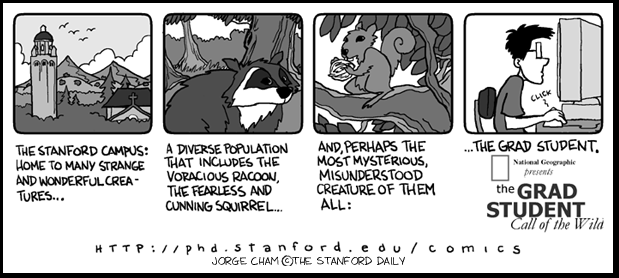 THE STANFORD CAMPUS:
HOME TO MANY STRANGE
AND WONDERFUL CREA-
TURES...
A DIVERSE POPULATION
THAT INCLUDES THE
VORACIOUS RACOON,
THE FEARLESS AND
CUNNING SQUIRREL...
AND, PERHAPS THE
MOST MYSTERIOUS,
MISUNDERSTOOD
CREATURE OF THEM
ALL:
CLICK
...THE GRAD STUDENT.
National Geographic
presents
the GRAD
STUDENT
Call of the Wild
HTTP://phd.stanford.edu/comics
JORGE CHAM ©THE STANFORD DAILY